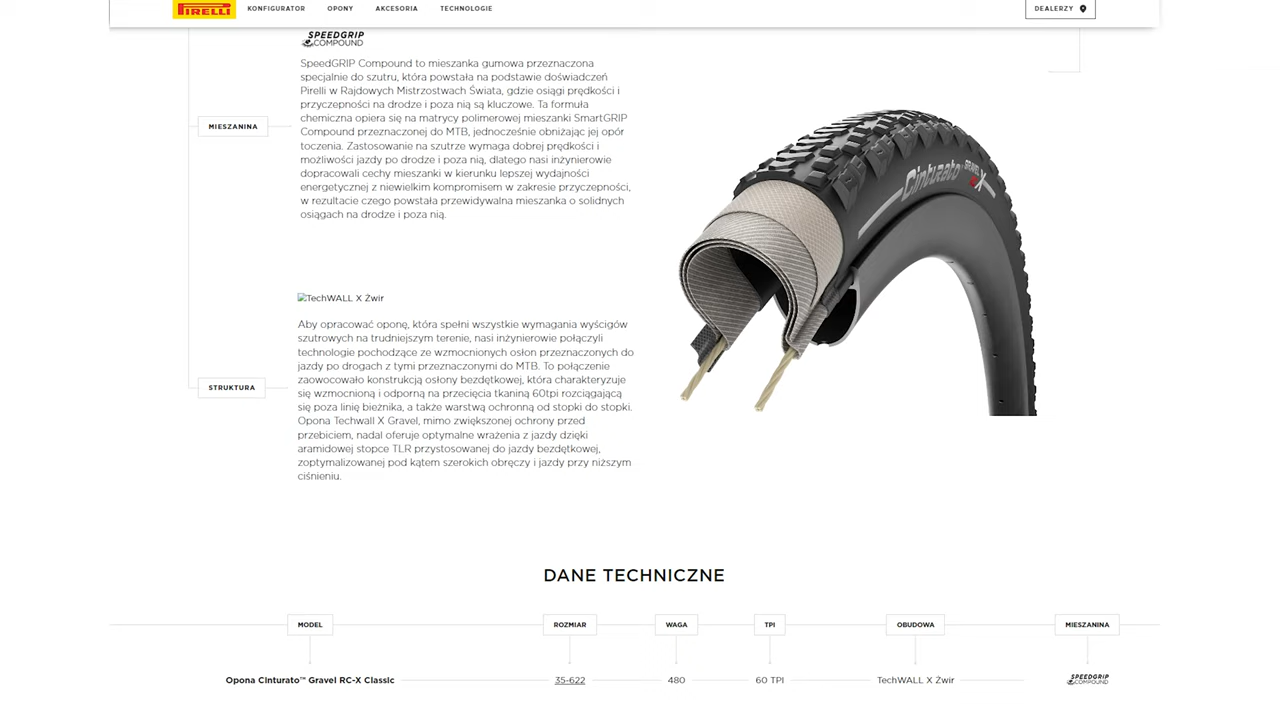 PIRELLI
KONFIGURATOR
OPONY
AKCESORIA
TECHNOLOGIE
DEALERZY
SPEEDGRIP
COMPOUND
MIESZANINA
SpeedGRIP Compound to mieszanka gumowa przeznaczona
specjalnie do szutru, która powstała na podstawie doświadczeń
Pirelli w Rajdowych Mistrzostwach Świata, gdzie osiągi prędkości i
przyczepności na drodze i poza nią są kluczowe. Ta formuła
chemiczna opiera się na matrycy polimerowej mieszanki SmartGRIP
Compound przeznaczonej do MTB, jednocześnie obniżając jej opór
toczenia. Zastosowanie na szutrze wymaga dobrej prędkości i
możliwości jazdy po drodze i poza nią, dlatego nasi inżynierowie
dopracowali cechy mieszanki w kierunku lepszej wydajności
energetycznej z niewielkim kompromisem w zakresie przyczepności,
w rezultacie czego powstała przewidywalna mieszanka o solidnych
osiągach na drodze i poza nią.
Cinturato™ GRAVEL
RC X
TechWALL X Żwir
STRUKTURA
Aby opracować oponę, która spełni wszystkie wymagania wyścigów
szutrowych na trudniejszym terenie, nasi inżynierowie połączyli
technologie pochodzące ze wzmocnionych osłon przeznaczonych do
jazdy po drogach z tymi przeznaczonymi do MTB. To połączenie
zaowocowało konstrukcją osłony bezdętkowej, która charakteryzuje
się wzmocnioną i odporną na przecięcia tkaniną 60tpi rozciągającą
się poza linię bieżnika, a także warstwą ochronną od stopki do stopki.
Opona Techwall X Gravel, mimo zwiększonej ochrony przed
przebiciem, nadal oferuje optymalne wrażenia z jazdy dzięki
aramidowej stopce TLR przystosowanej do jazdy bezdętkowej,
zoptymalizowanej pod kątem szerokich obręczy i jazdy przy niższym
ciśnieniu.
DANE TECHNICZNE
MODEL
ROZMIAR
WAGA
TPI
OBUDOWA
MIESZANINA
Opona Cinturato™ Gravel RC-X Classic
35-622
480
60 TPI
TechWALL X Żwir
SPEEDGRIP
COMPOUND